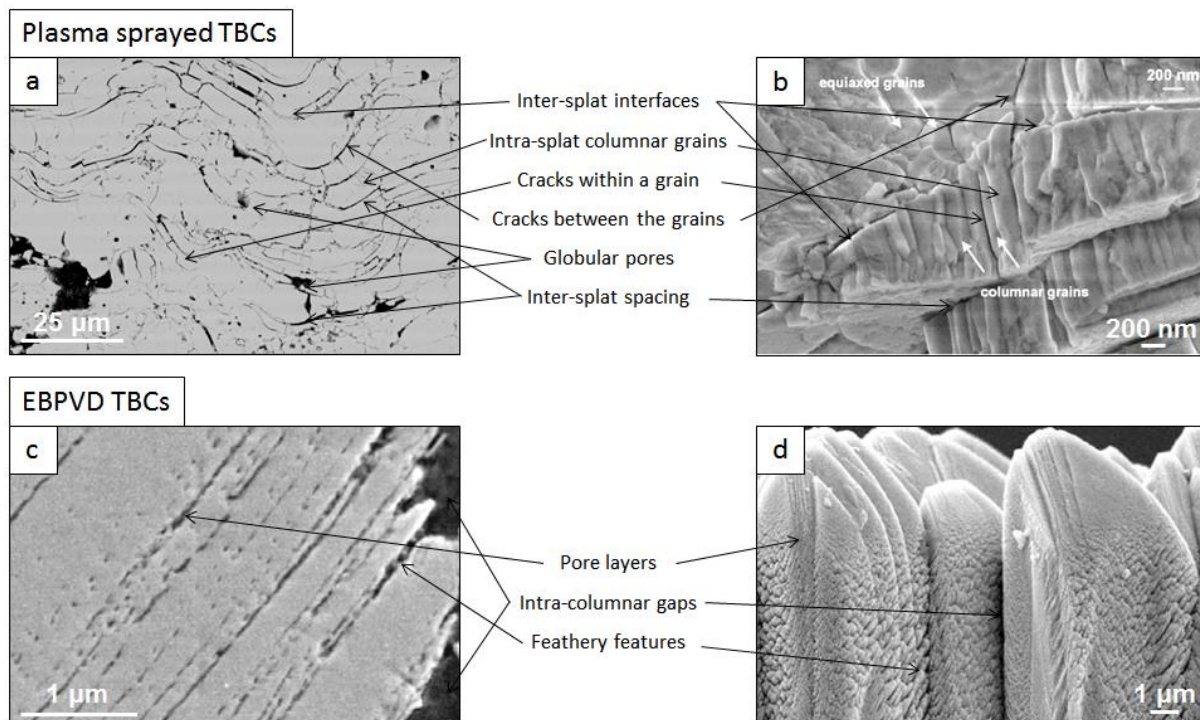 Plasma sprayed TBCs
a
b
equiaxed grains
200 nm
Inter-splat interfaces
Intra-splat columnar grains
Cracks within a grain
Cracks between the grains
Globular pores
Inter-splat spacing
columnar grains
25 μm
200 nm
EBPVD TBCs
c
d
Pore layers
Intra-columnar gaps
Feathery features
1 μm
1 μm